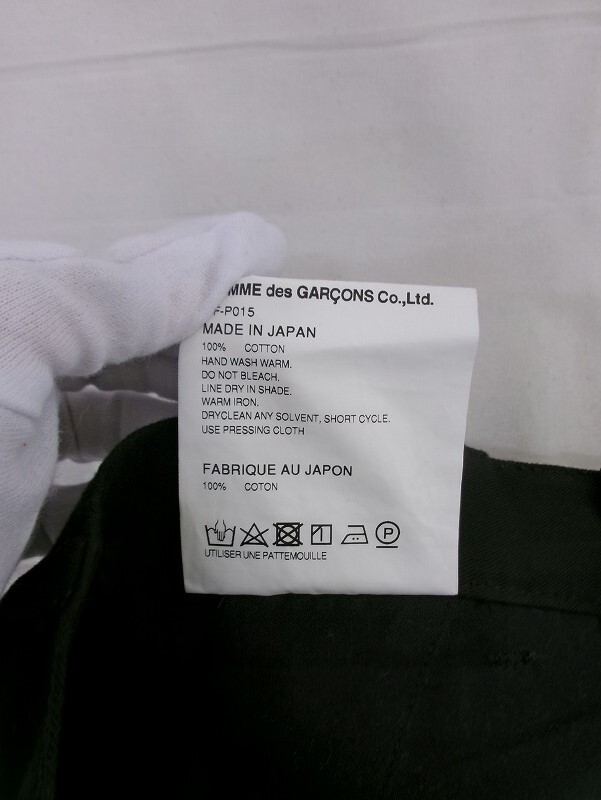 MME des GARÇONS Co.,Ltd.
F-P015
MADE IN JAPAN
100% COTTON
HAND WASH WARM.
DO NOT BLEACH.
LINE DRY IN SHADE.
WARM IRON.
DRYCLEAN ANY SOLVENT, SHORT CYCLE.
USE PRESSING CLOTH
FABRIQUE AU JAPON
100% COTON
P
UTILISER UNE PATTEMOUILLE